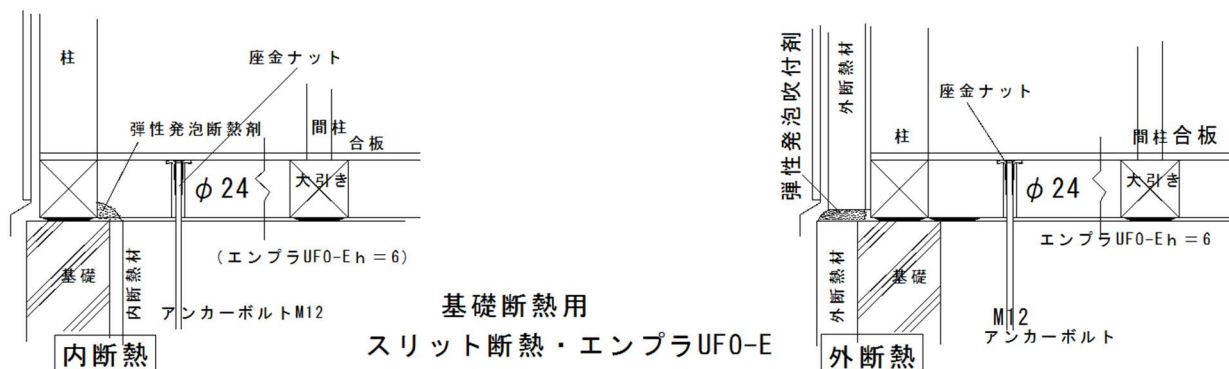 柱
座金ナット
弾性発泡断熱剤
間柱
合板
φ24
大引き
(エンプラUFO-Eh=6)
基礎
内断熱材
アンカーボルトM12
内断熱
基礎断熱用
スリット断熱・エンプラUFO-E
弾性発泡吹付剤
外断熱材
座金ナット
柱
間柱
合板
φ24
大引き
エンプラUFO-Eh=6
外断熱材
基礎
M12
アンカーボルト
外断熱